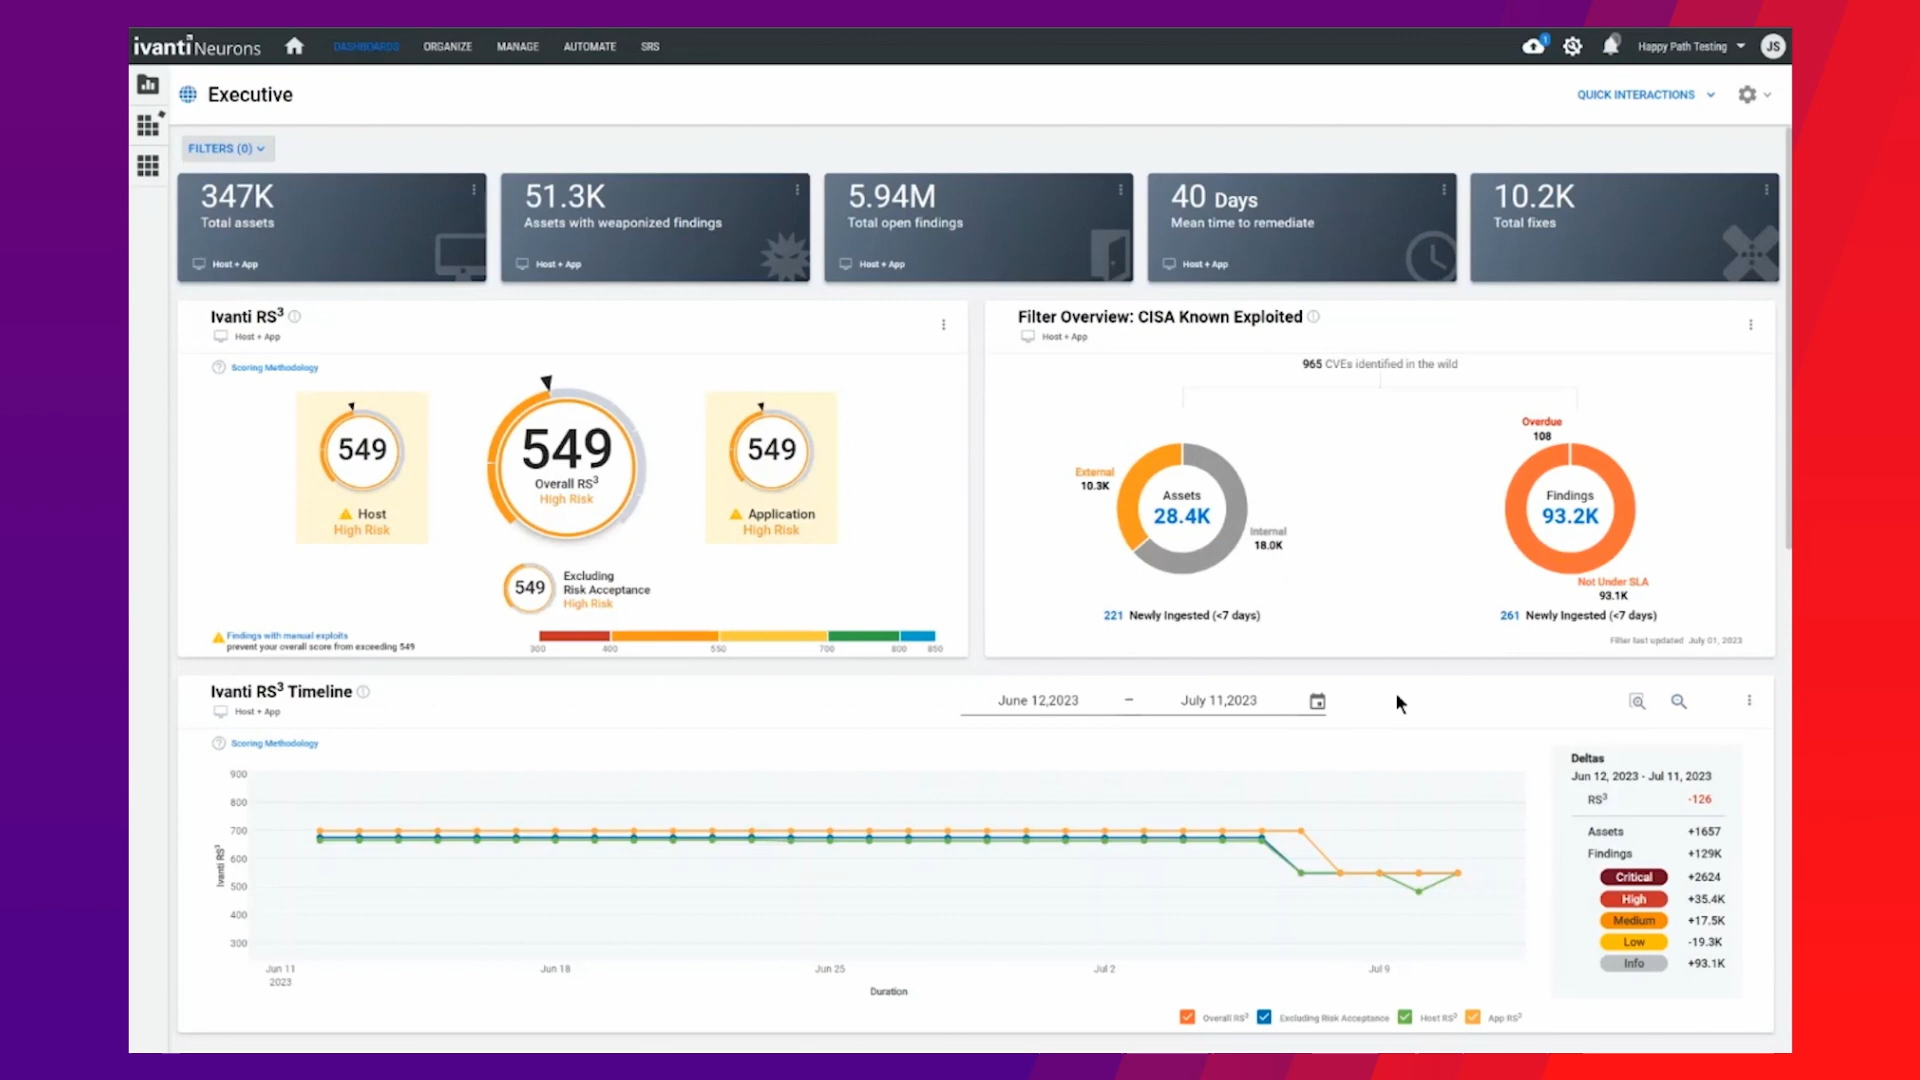 ivanti Neurons
DASHBOARDS
ORGANIZE
MANAGE
AUTOMATE
SRS
1
Happy Path Testing
JS
Executive
QUICK INTERACTIONS
FILTERS (0)
347K
Total assets
Host + App
51.3K
Assets with weaponized findings
Host + App
5.94M
Total open findings
Host + App
40 Days
Mean time to remediate
Host + App
10.2K
Total fixes
Ivanti RS³
Host + App
Scoring Methodology
549
Host
High Risk
549
Overall RS³
High Risk
549
Application
High Risk
549
Excluding
Risk Acceptance
High Risk
Findings with manual exploits
prevent your overall score from exceeding 549
300 400 550 700 800 850
Filter Overview: CISA Known Exploited
Host + App
965 CVEs identified in the wild
External
10.3K
Assets
28.4K
Internal
18.0K
221 Newly Ingested (<7 days)
Overdue
108
Findings
93.2K
Not Under SLA
93.1K
261 Newly Ingested (<7 days)
Filter last updated July 01, 2023
Ivanti RS³ Timeline
Host + App
June 12,2023 – July 11,2023
Scoring Methodology
900
800
700
600
500
400
300
Ivanti RS³
Jun 11
2023
Jun 18
Jun 25
Jul 2
Jul 9
Duration
Overall RS³
Excluding Risk Acceptance
Host RS³
App RS³
Deltas
Jun 12, 2023 - Jul 11, 2023
RS³ -126
Assets +1657
Findings +129K
Critical +2624
High +35.4K
Medium +17.5K
Low -19.3K
Info +93.1K